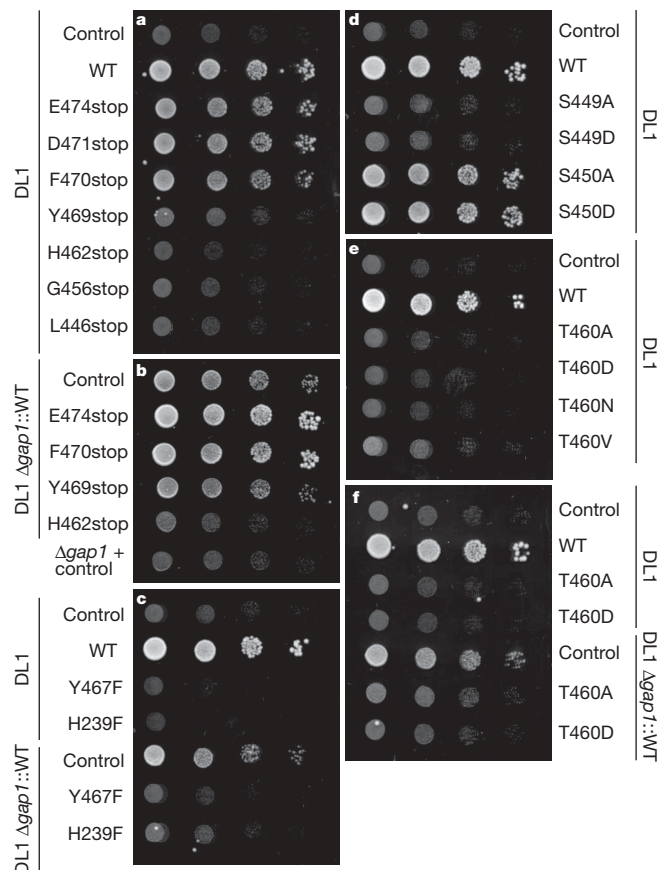 a
Control
WT
E474stop
D471stop
F470stop
Y469stop
H462stop
G456stop
L446stop
DL1
b
Control
E474stop
F470stop
Y469stop
H462stop
Δgap1 +
control
DL1 Δgap1::WT
c
Control
WT
Y467F
H239F
DL1
Control
Y467F
H239F
DL1 Δgap1::WT
d
Control
WT
S449A
S449D
S450A
S450D
DL1
e
Control
WT
T460A
T460D
T460N
T460V
DL1
f
Control
WT
T460A
T460D
DL1
Control
T460A
T460D
DL1 Δgap1::WT